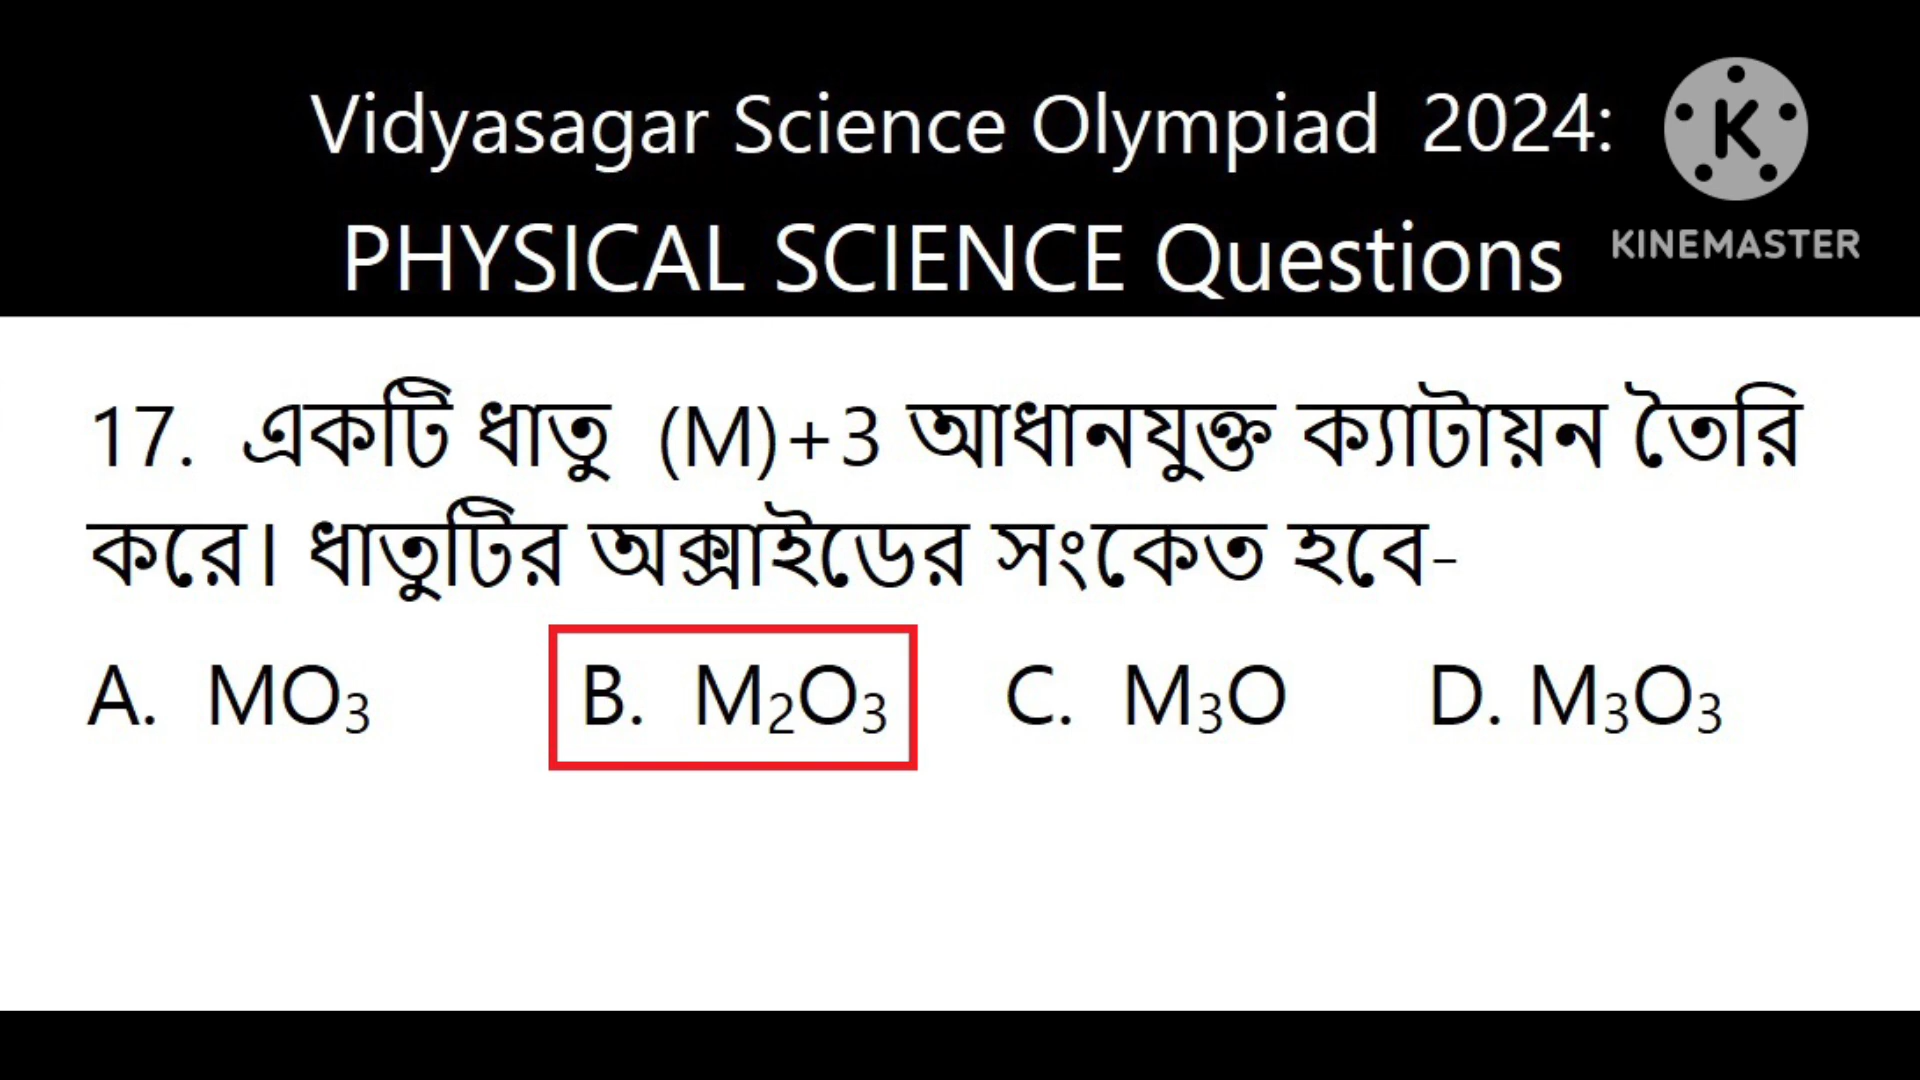 Vidyasagar Science Olympiad 2024:
PHYSICAL SCIENCE Questions
KINEMASTER
17. একটি ধাতু (M)+3 আধানযুক্ত ক্যাটায়ন তৈরি
করে। ধাতুটির অক্সাইডের সংকেত হবে-
A. MO₃ B. M₂O₃ C. M₃O D. M₃O₃